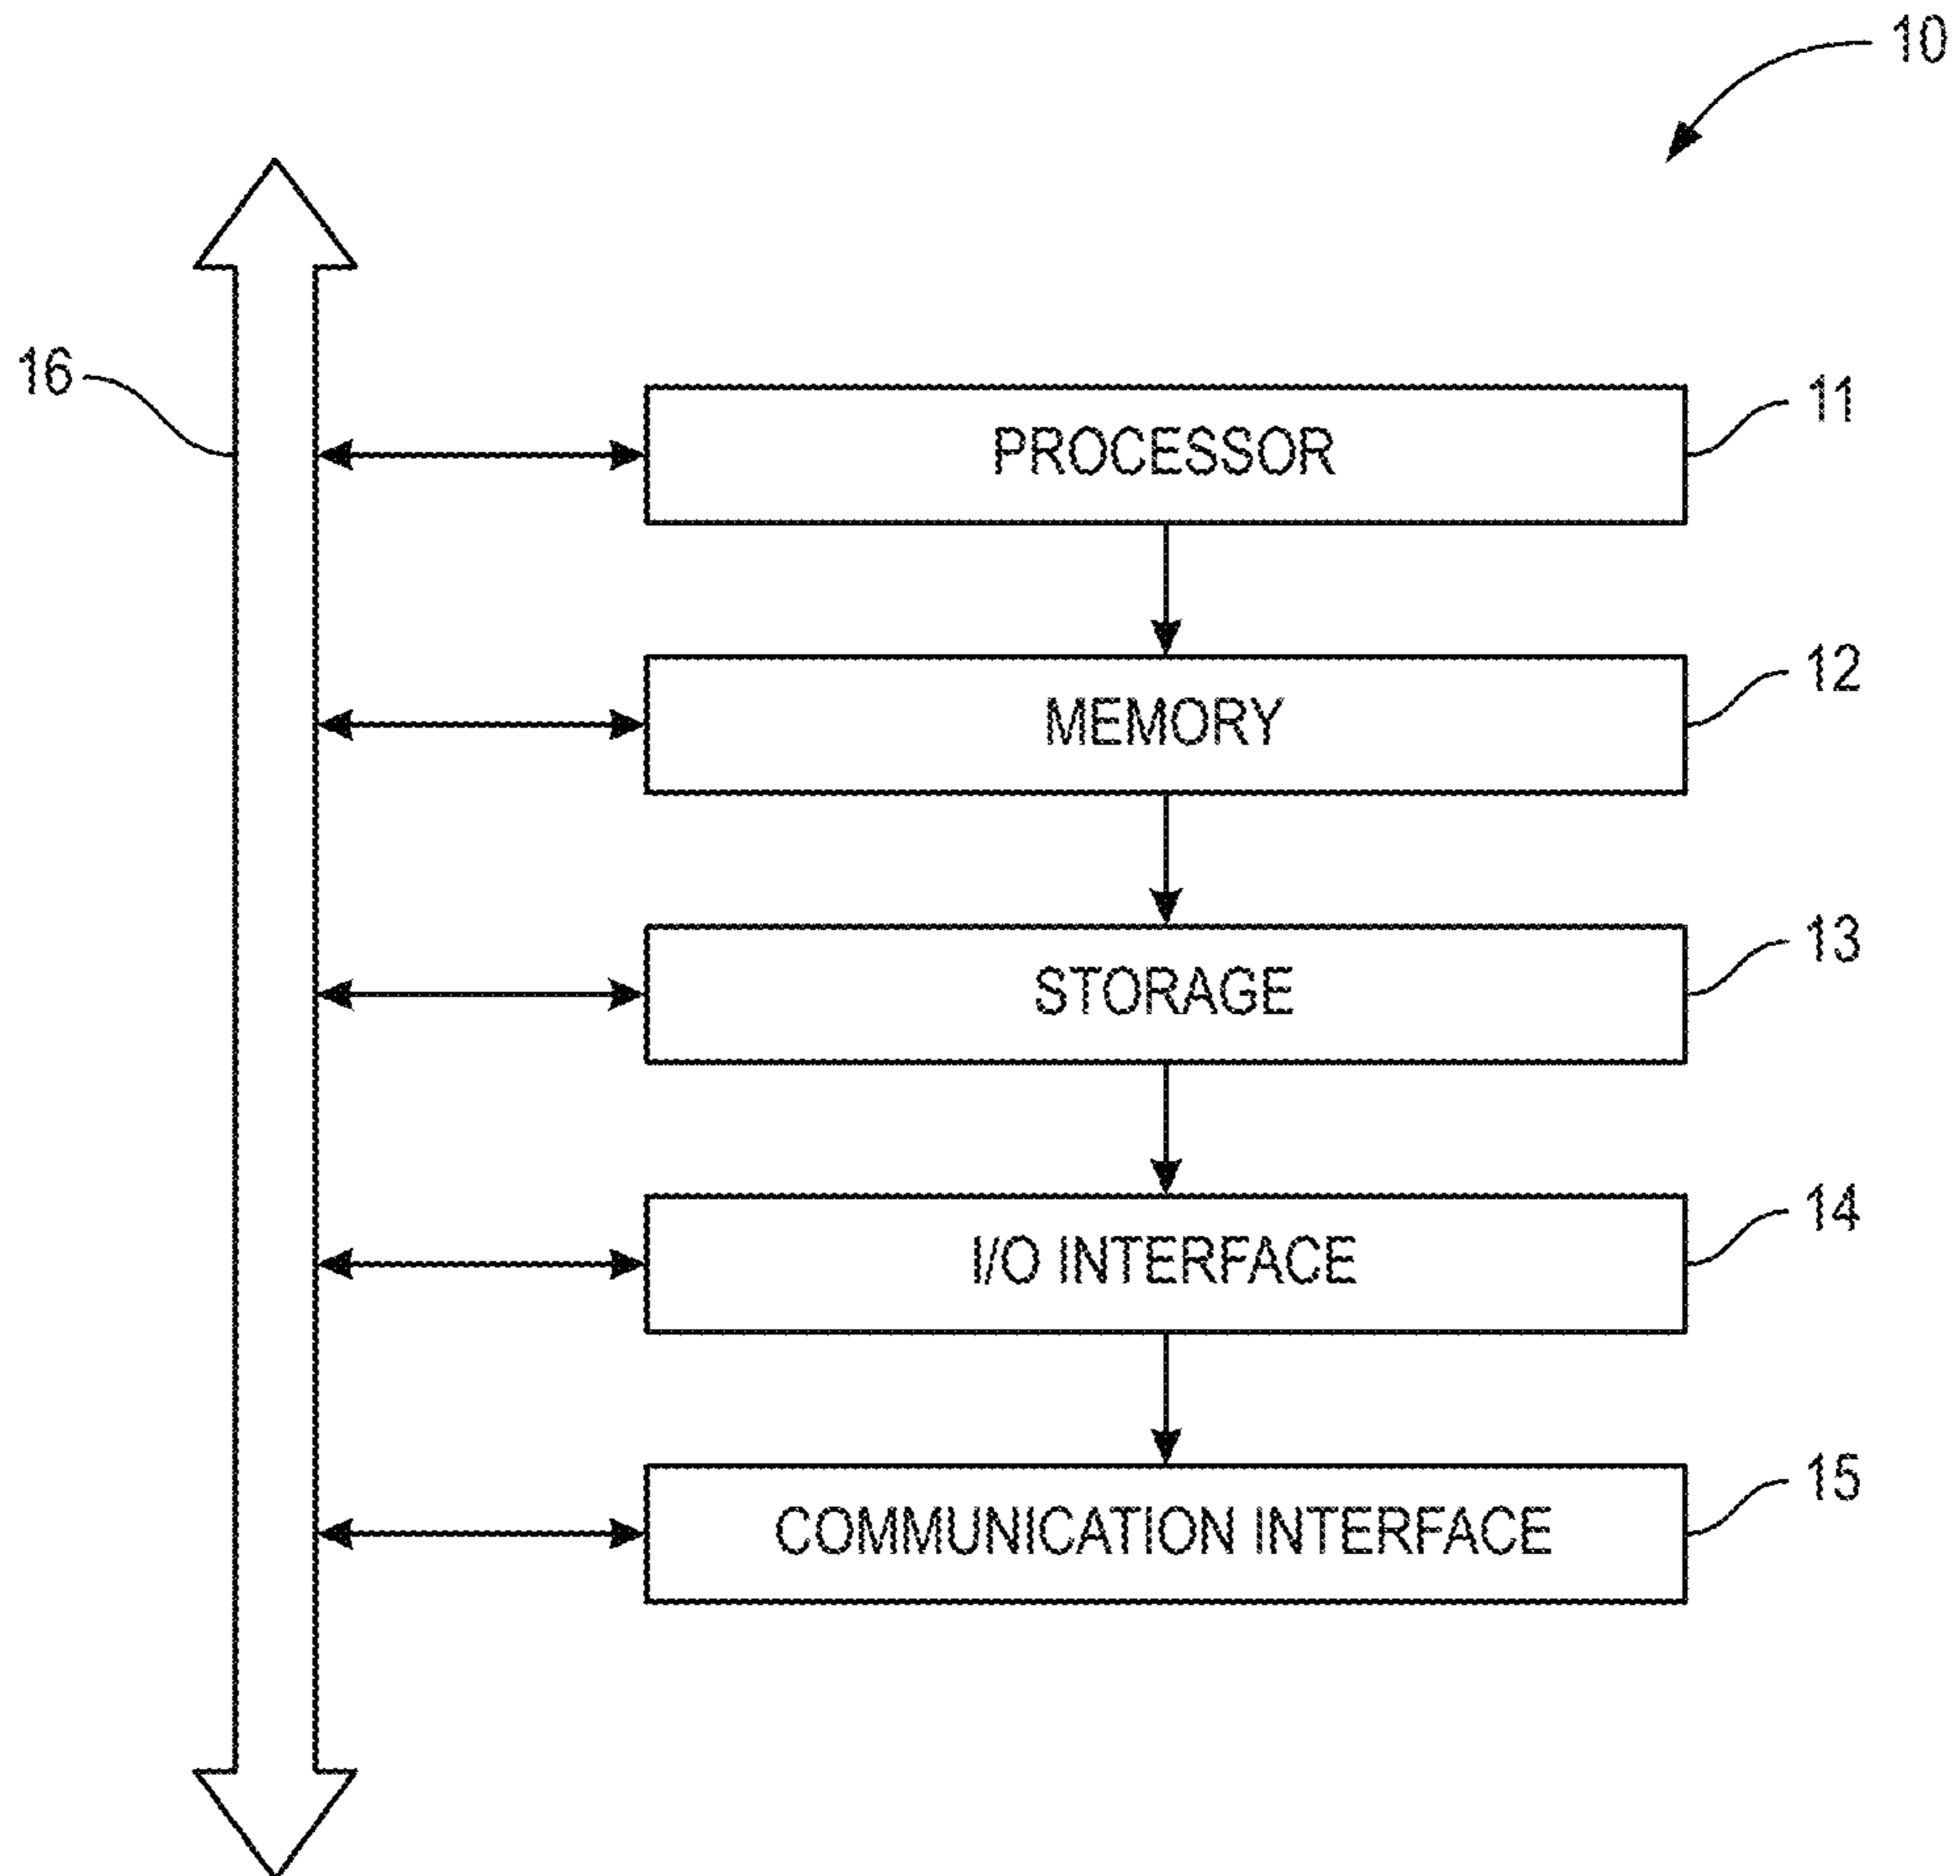 10
16
PROCESSOR
11
MEMORY
12
STORAGE
13
I/O INTERFACE
14
COMMUNICATION INTERFACE
15